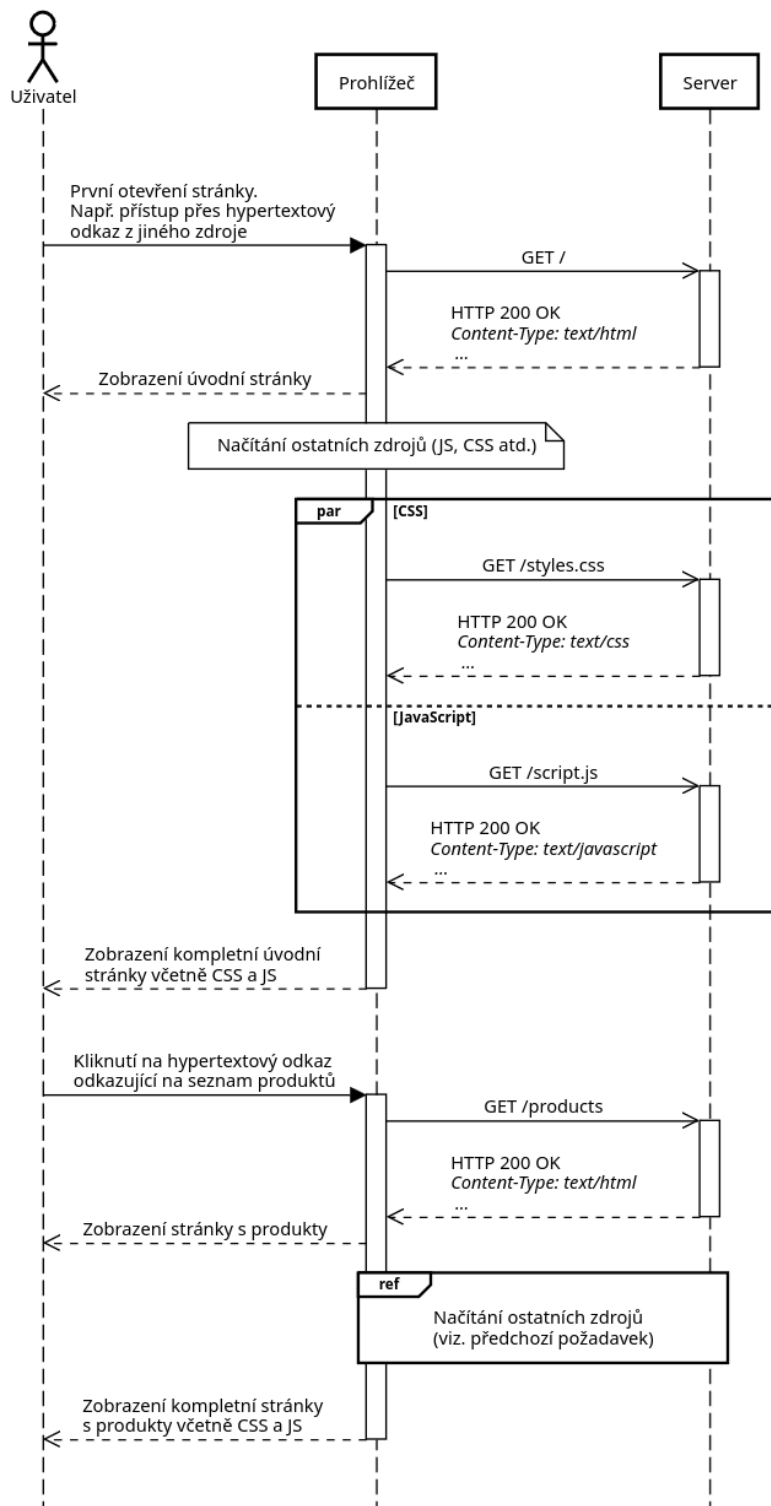 Uživatel
Prohlížeč
Server
První otevření stránky.
Např. přístup přes hypertextový
odkaz z jiného zdroje
GET /
HTTP 200 OK
Content-Type: text/html
...
Zobrazení úvodní stránky
Načítání ostatních zdrojů (JS, CSS atd.)
par
[CSS]
GET /styles.css
HTTP 200 OK
Content-Type: text/css
...
[JavaScript]
GET /script.js
HTTP 200 OK
Content-Type: text/javascript
...
Zobrazení kompletní úvodní
stránky včetně CSS a JS
Kliknutí na hypertextový odkaz
odkazující na seznam produktů
GET /products
HTTP 200 OK
Content-Type: text/html
...
Zobrazení stránky s produkty
ref
Načítání ostatních zdrojů
(viz. předchozí požadavek)
Zobrazení kompletní stránky
s produkty včetně CSS a JS